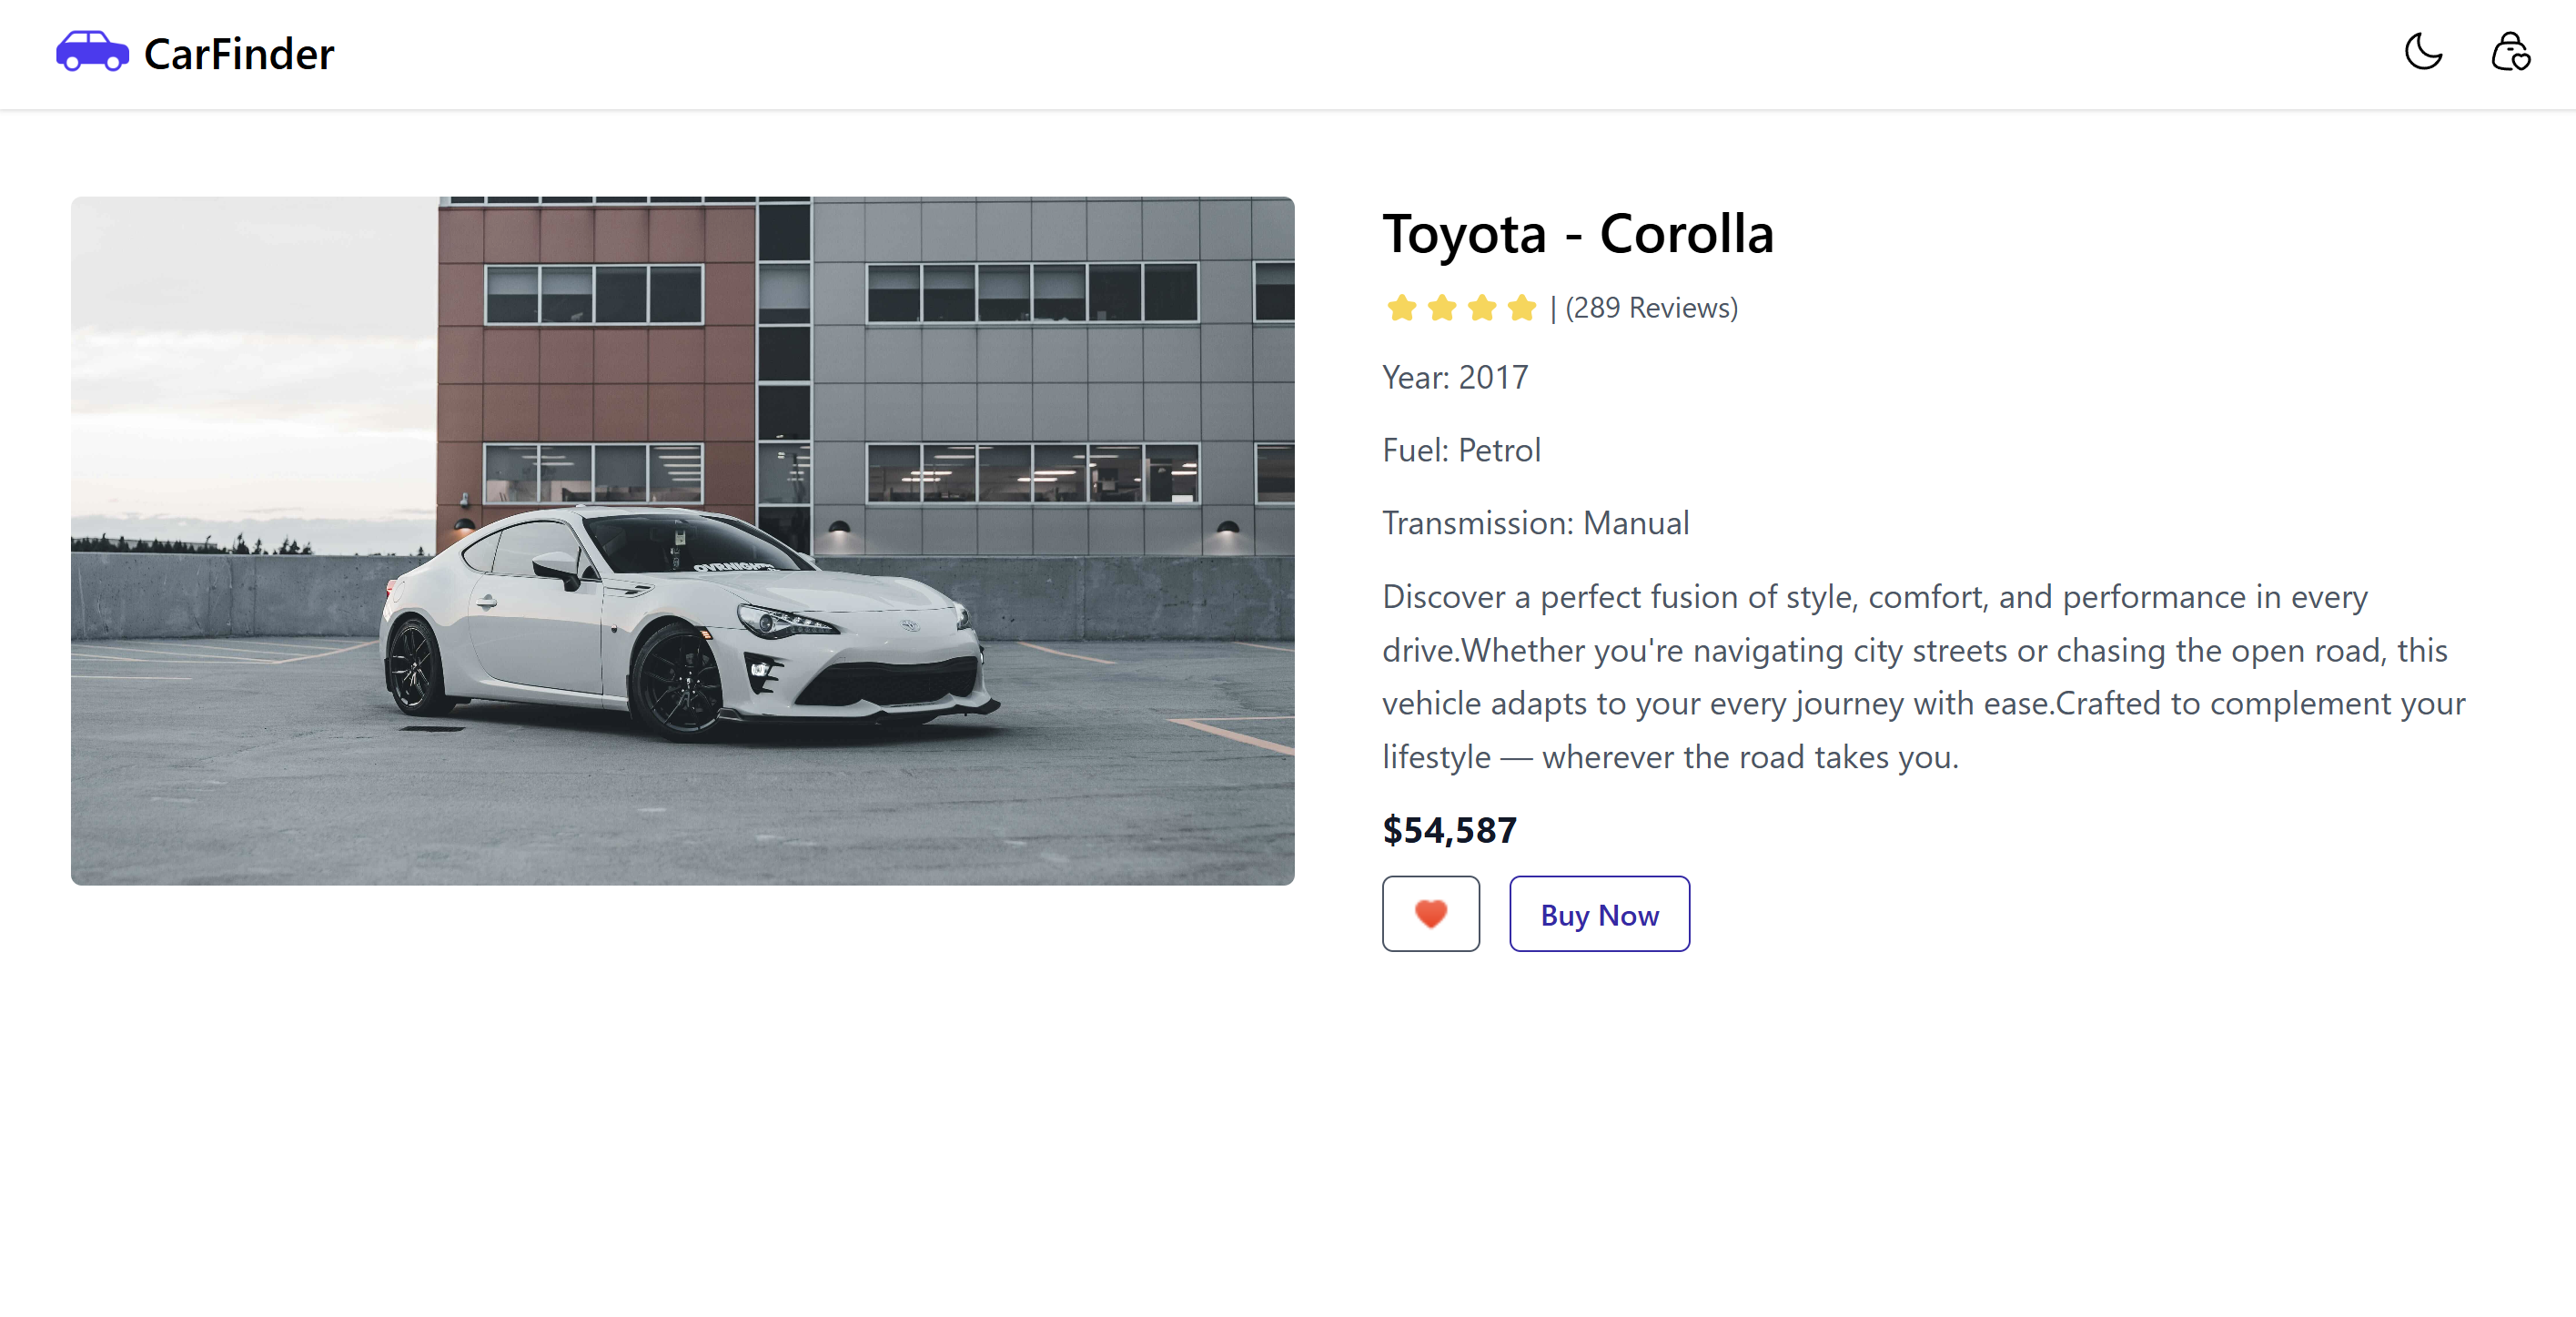 CarFinder
Toyota - Corolla
| (289 Reviews)
Year: 2017
Fuel: Petrol
Transmission: Manual
Discover a perfect fusion of style, comfort, and performance in every
drive.Whether you're navigating city streets or chasing the open road, this
vehicle adapts to your every journey with ease.Crafted to complement your
lifestyle — wherever the road takes you.
$54,587
Buy Now